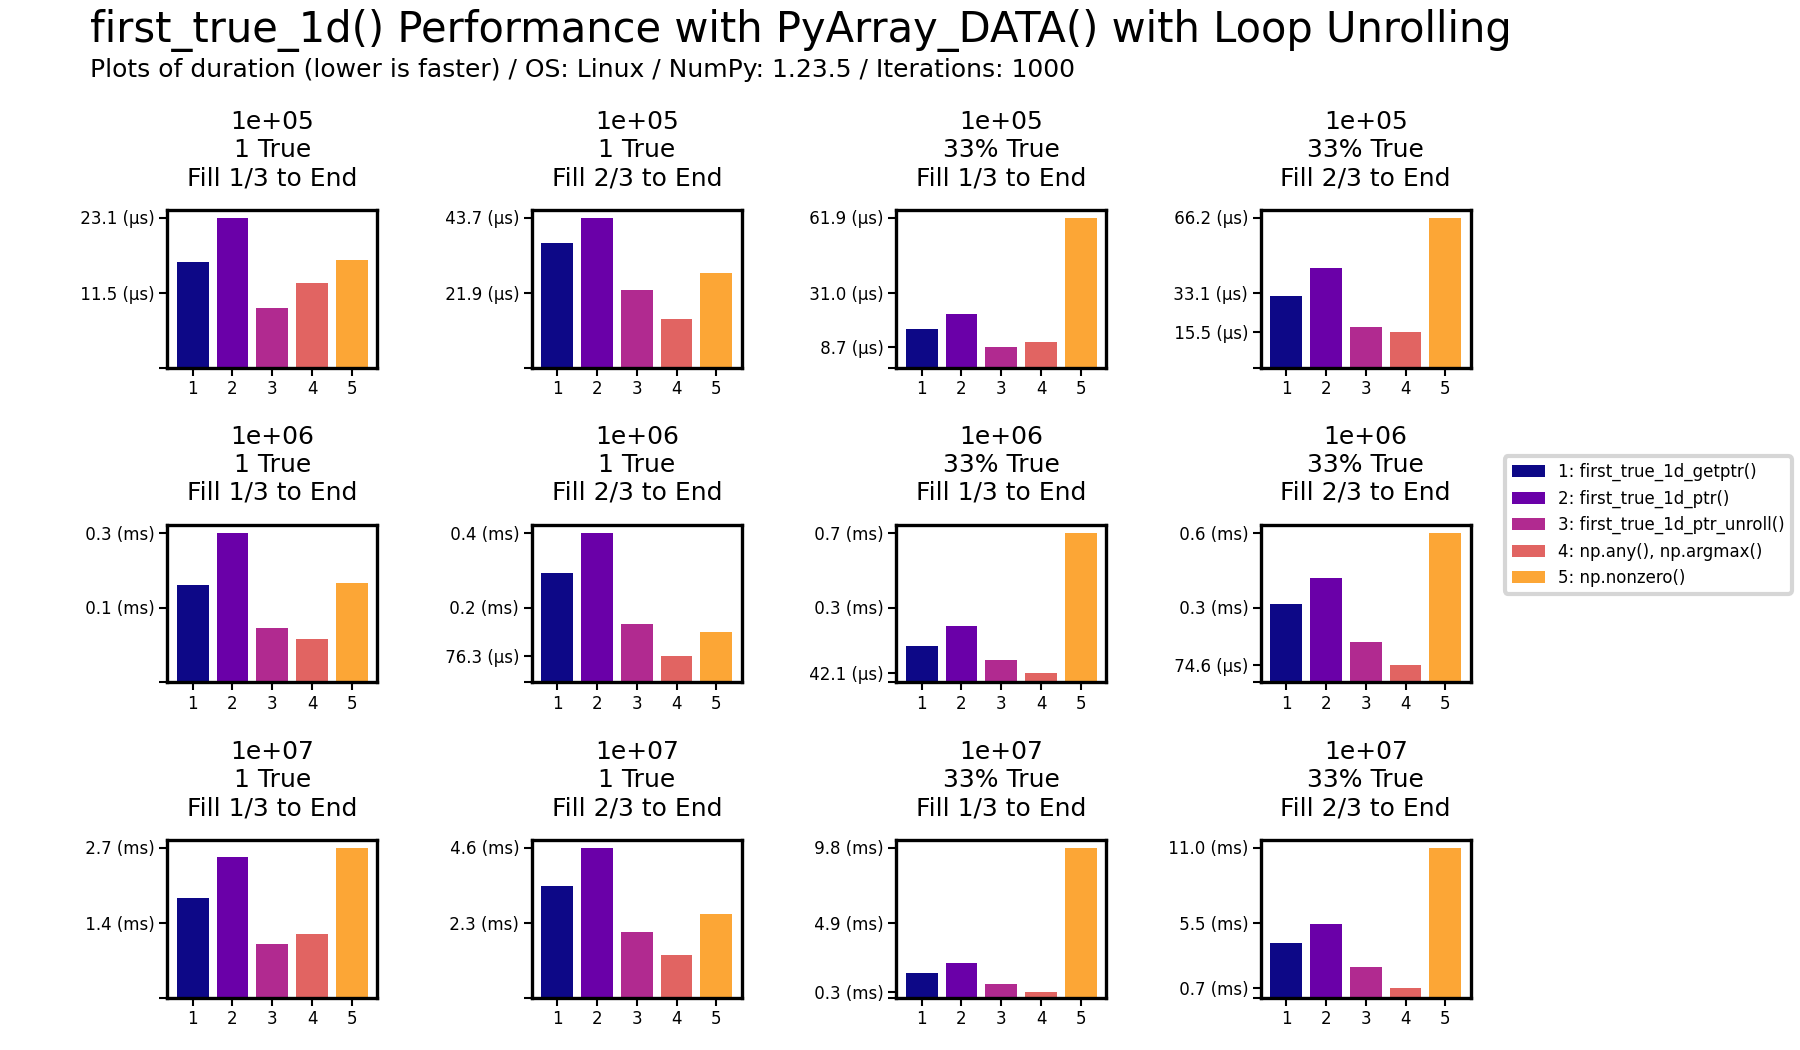 first_true_1d() Performance with PyArray_DATA() with Loop Unrolling
Plots of duration (lower is faster) / OS: Linux / NumPy: 1.23.5 / Iterations: 1000
1e+05
1 True
Fill 1/3 to End
23.1 (μs)
11.5 (μs)
1 2 3 4 5
1e+05
1 True
Fill 2/3 to End
43.7 (μs)
21.9 (μs)
1 2 3 4 5
1e+05
33% True
Fill 1/3 to End
61.9 (μs)
31.0 (μs)
8.7 (μs)
1 2 3 4 5
1e+05
33% True
Fill 2/3 to End
66.2 (μs)
33.1 (μs)
15.5 (μs)
1 2 3 4 5
1e+06
1 True
Fill 1/3 to End
0.3 (ms)
0.1 (ms)
1 2 3 4 5
1e+06
1 True
Fill 2/3 to End
0.4 (ms)
0.2 (ms)
76.3 (μs)
1 2 3 4 5
1e+06
33% True
Fill 1/3 to End
0.7 (ms)
0.3 (ms)
42.1 (μs)
1 2 3 4 5
1e+06
33% True
Fill 2/3 to End
0.6 (ms)
0.3 (ms)
74.6 (μs)
1 2 3 4 5
1: first_true_1d_getptr()
2: first_true_1d_ptr()
3: first_true_1d_ptr_unroll()
4: np.any(), np.argmax()
5: np.nonzero()
1e+07
1 True
Fill 1/3 to End
2.7 (ms)
1.4 (ms)
1 2 3 4 5
1e+07
1 True
Fill 2/3 to End
4.6 (ms)
2.3 (ms)
1 2 3 4 5
1e+07
33% True
Fill 1/3 to End
9.8 (ms)
4.9 (ms)
0.3 (ms)
1 2 3 4 5
1e+07
33% True
Fill 2/3 to End
11.0 (ms)
5.5 (ms)
0.7 (ms)
1 2 3 4 5